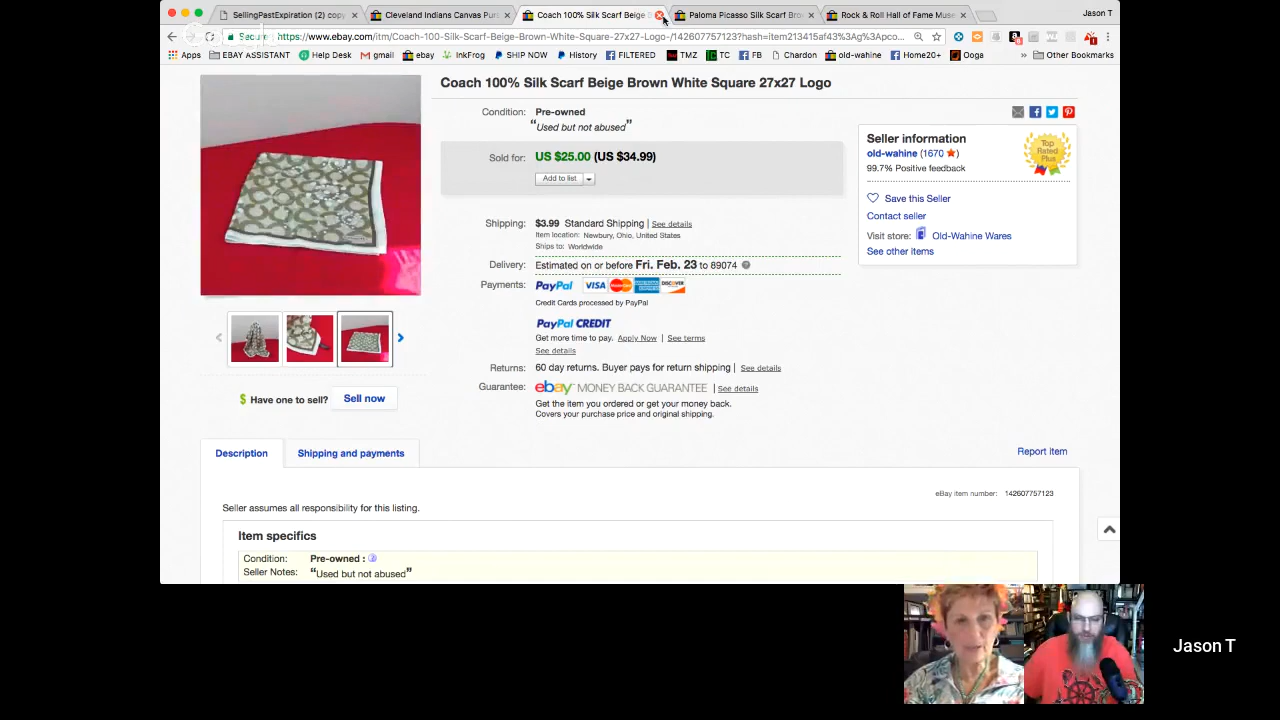 SellingPastExpiration (2) copy
Cleveland Indians Canvas Purs
Coach 100% Silk Scarf Beige B
Paloma Picasso Silk Scarf Bro
Rock & Roll Hall of Fame Muse
Jason T
Secure
https://www.ebay.com/itm/Coach-100-Silk-Scarf-Beige-Brown-White-Square-27x27-Logo-/142607757123?hash=item213415af43%3Ag%3Apco...
Apps EBAY ASSISTANT Help Desk gmail ebay InkFrog SHIP NOW History FILTERED TMZ TC FB Chardon old-wahine Home20+ Ooga » Other Bookmarks
Coach 100% Silk Scarf Beige Brown White Square 27x27 Logo
Condition: Pre-owned
“Used but not abused”
Sold for: US $25.00 (US $34.99)
Add to list
Shipping: $3.99 Standard Shipping | See details
Item location: Newbury, Ohio, United States
Ships to: Worldwide
Delivery: Estimated on or before Fri. Feb. 23 to 89074
Payments: PayPal VISA MasterCard AMERICAN EXPRESS DISCOVER
Credit Cards processed by PayPal
PayPal CREDIT
Get more time to pay. Apply Now | See terms
See details
Returns: 60 day returns. Buyer pays for return shipping | See details
Guarantee: ebay MONEY BACK GUARANTEE | See details
Get the item you ordered or get your money back.
Covers your purchase price and original shipping.
Seller information
old-wahine (1670 )
99.7% Positive feedback
Top Rated Plus
Save this Seller
Contact seller
Visit store: Old-Wahine Wares
See other items
$ Have one to sell? Sell now
Description
Shipping and payments
Report item
eBay item number: 142607757123
Seller assumes all responsibility for this listing.
Item specifics
Condition: Pre-owned :
Seller Notes: “Used but not abused”
Jason T